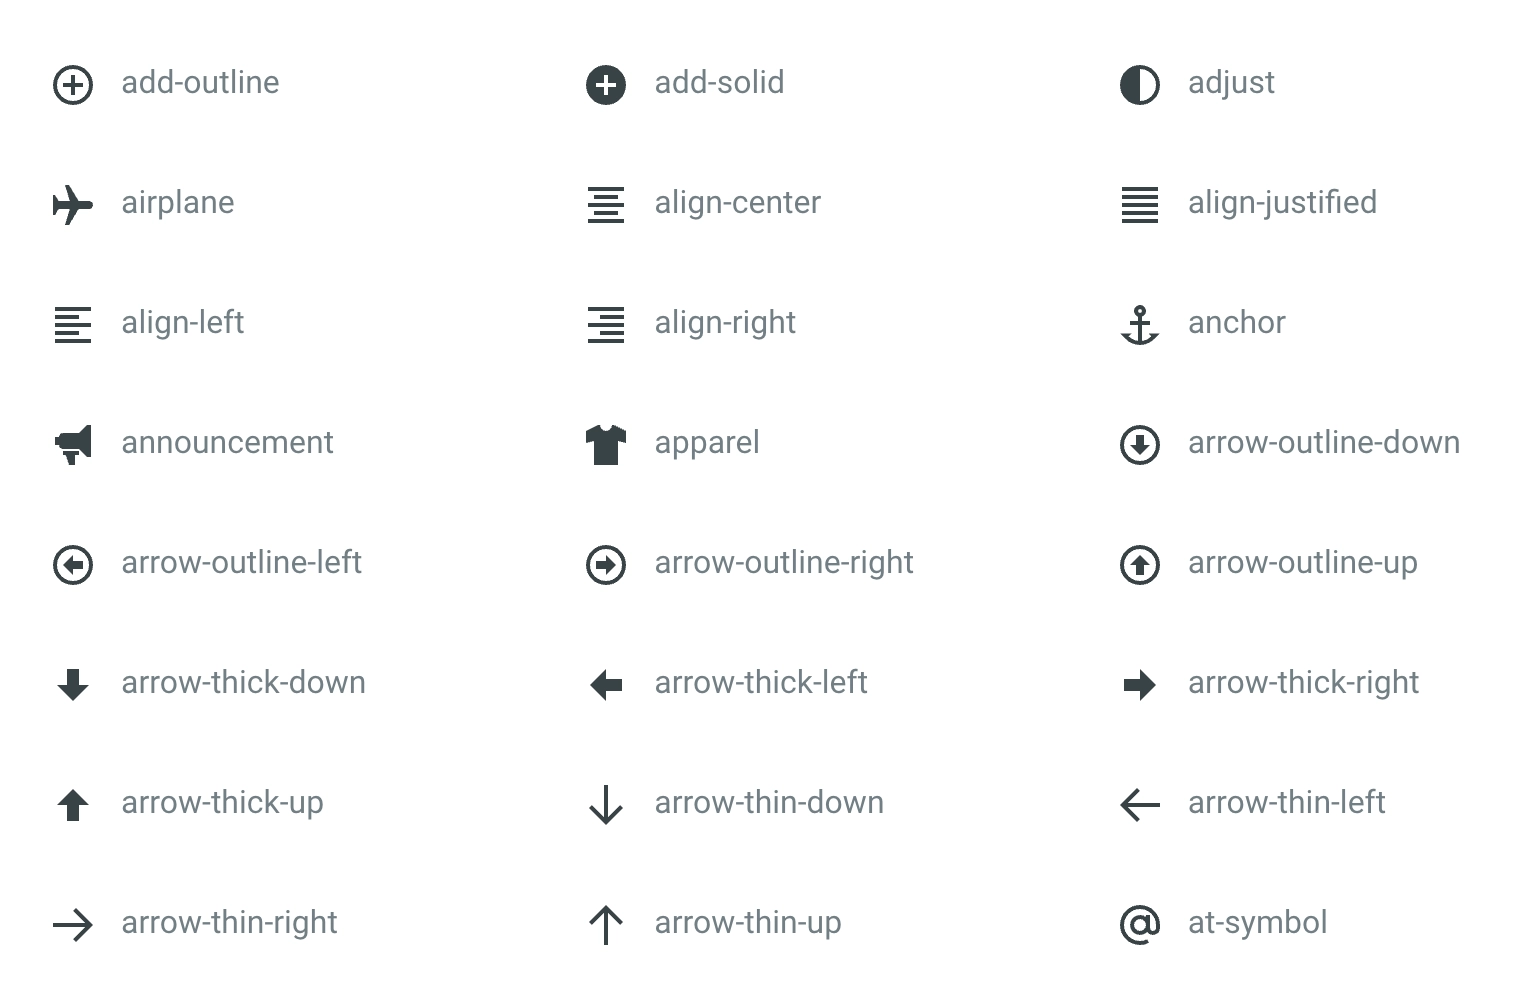 add-outline
add-solid
adjust
airplane
align-center
align-justified
align-left
align-right
anchor
announcement
apparel
arrow-outline-down
arrow-outline-left
arrow-outline-right
arrow-outline-up
arrow-thick-down
arrow-thick-left
arrow-thick-right
arrow-thick-up
arrow-thin-down
arrow-thin-left
arrow-thin-right
arrow-thin-up
at-symbol